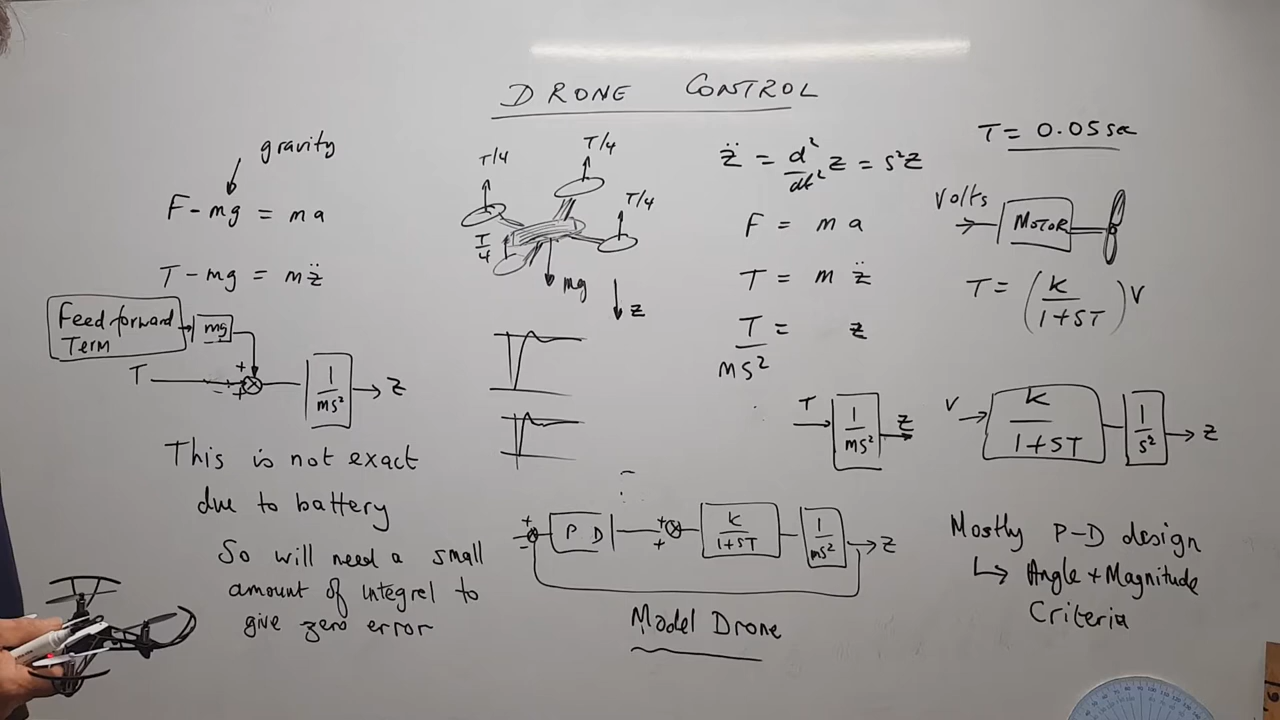 DRONE CONTROL
gravity
F - mg = ma
T - mg = mz̈
Feed forward
Term
mg
T
+
- +
1
ms²
Z
This is not exact
due to battery
So will need a small
amount of integrel to
give zero error
T/4
T/4
T/4
T/4
mg
z
z̈ = d²/dt² z = s²z
F = ma
T = m z̈
T/MS² = z
T
1
ms²
Z
T = 0.05 sec
Volts
MOTOR
T = (K/1+ST) V
V
K
1+ST
1
s²
Z
+
-
P D
+
+
K
1+ST
1
ms²
Z
Model Drone
Mostly P-D design
↳ Angle + Magnitude
Criteria